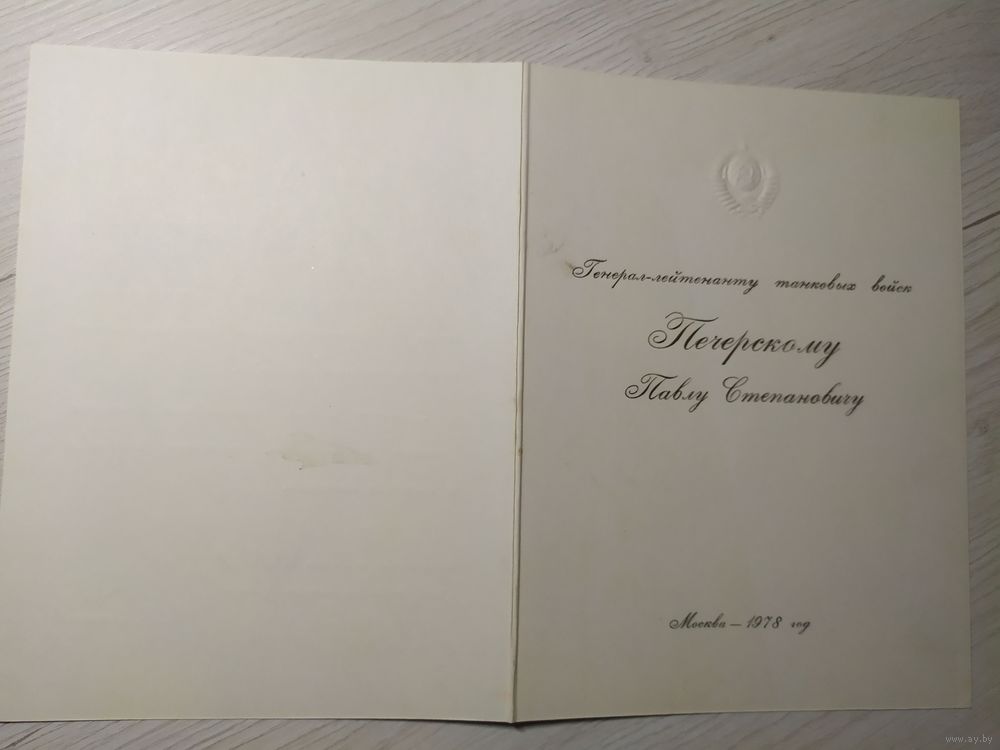 Генерал-лейтенанту танковых войск
Печерскому
Павлу Степановичу
Москва — 1978 год
www.ay.by